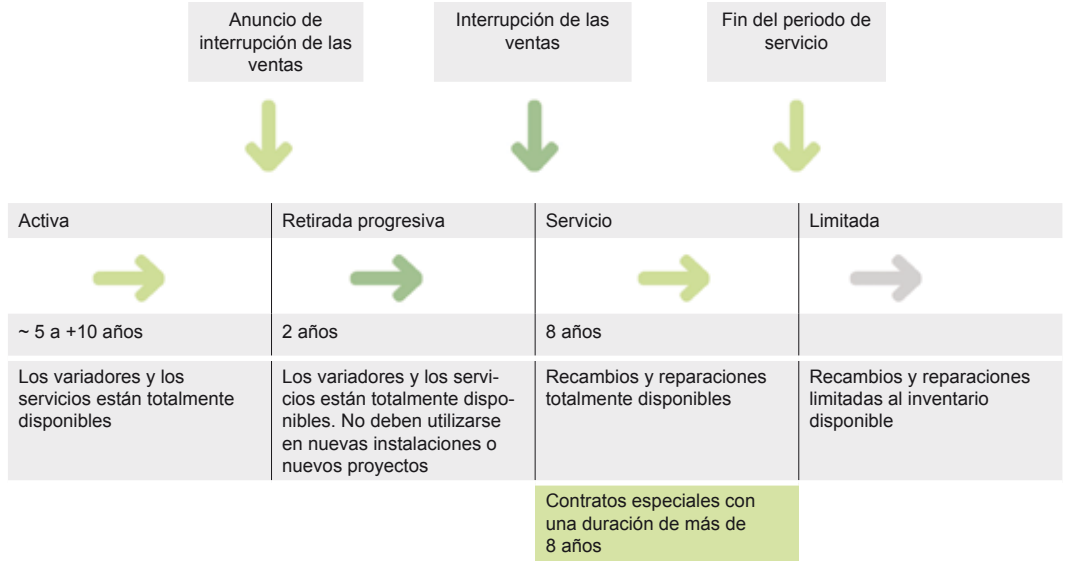 Anuncio de
interrupción de las
ventas
Interrupción de las
ventas
Fin del periodo de
servicio
Activa
Retirada progresiva
Servicio
Limitada
~ 5 a +10 años
2 años
8 años
Los variadores y los
servicios están totalmente
disponibles
Los variadores y los servi-
cios están totalmente dispo-
nibles. No deben utilizarse
en nuevas instalaciones o
nuevos proyectos
Recambios y reparaciones
totalmente disponibles
Recambios y reparaciones
limitadas al inventario
disponible
Contratos especiales con
una duración de más de
8 años